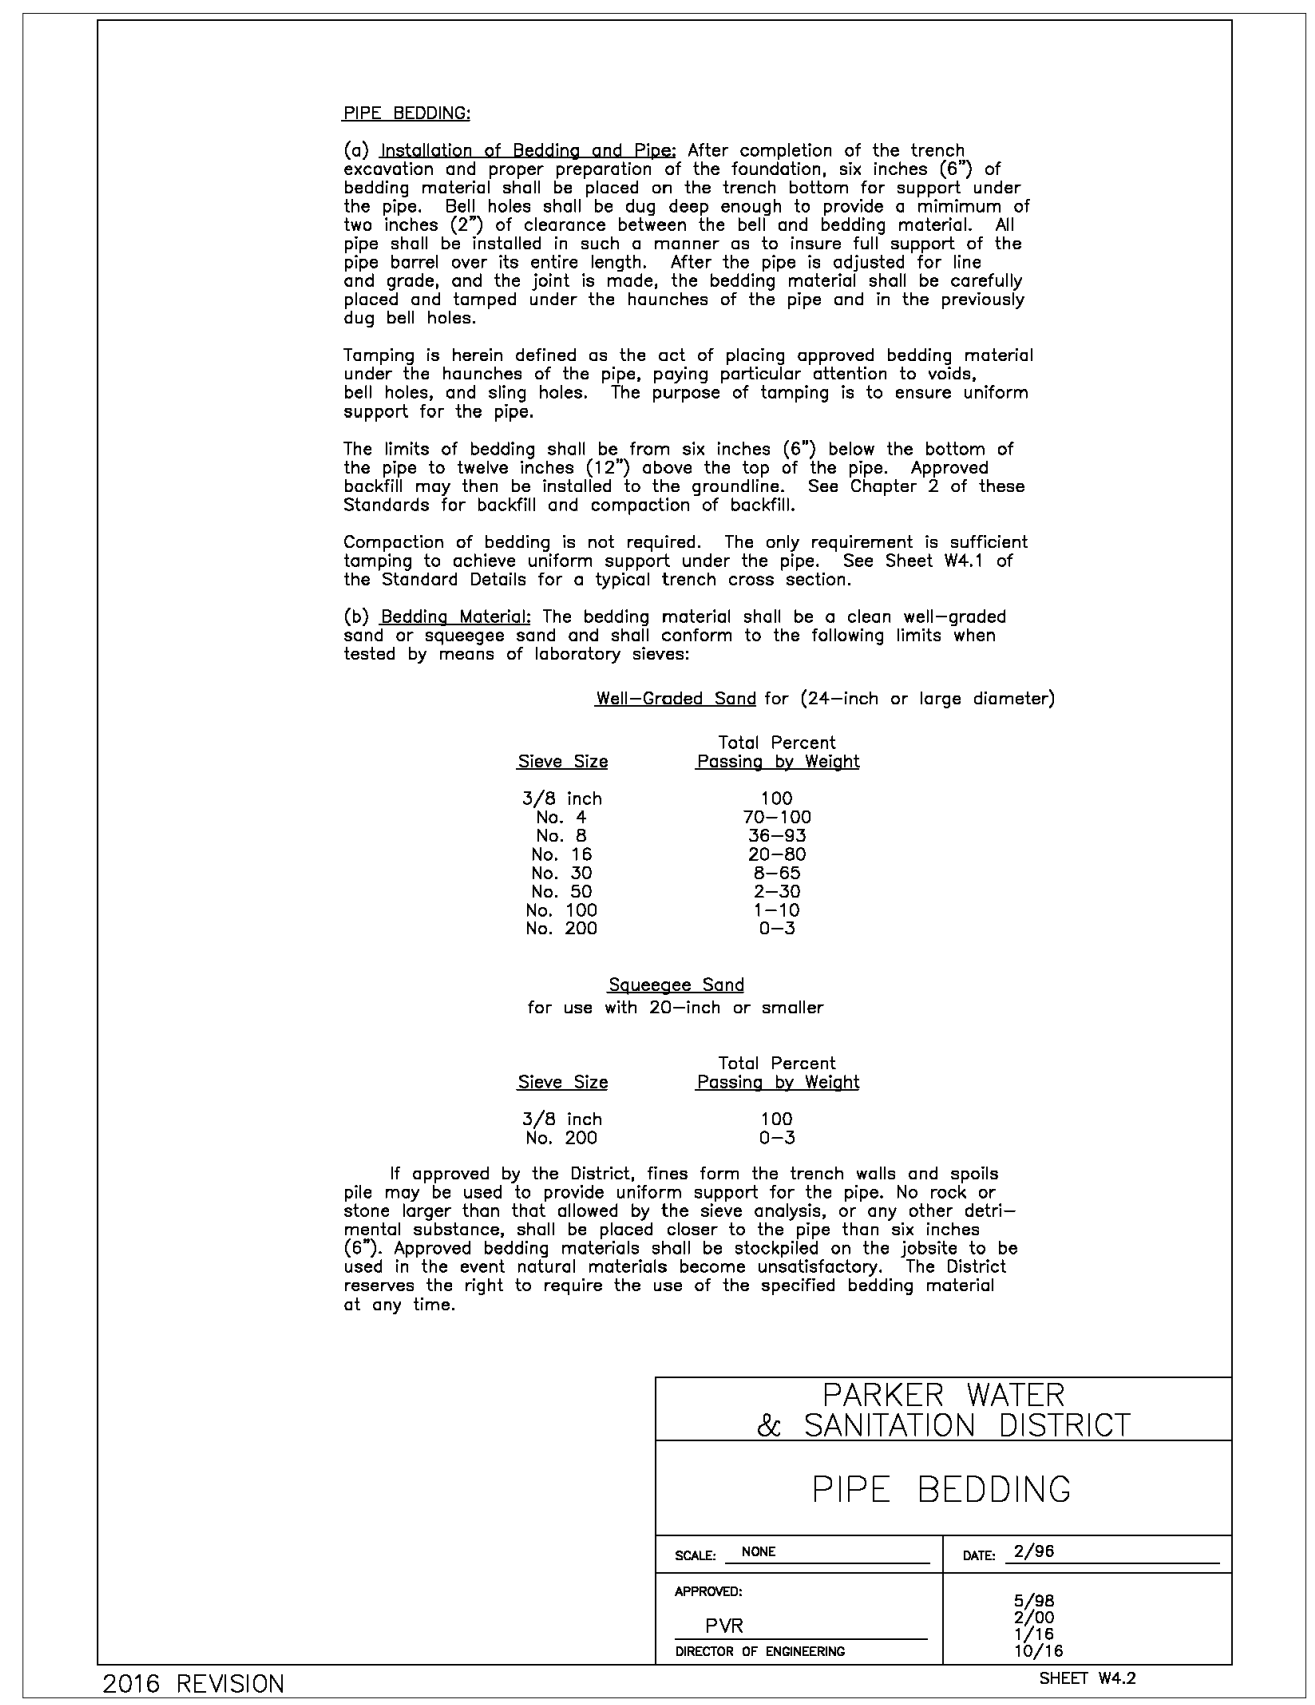 PIPE BEDDING:
(a) Installation of Bedding and Pipe: After completion of the trench
excavation and proper preparation of the foundation, six inches (6") of
bedding material shall be placed on the trench bottom for support under
the pipe. Bell holes shall be dug deep enough to provide a mimimum of
two inches (2") of clearance between the bell and bedding material. All
pipe shall be installed in such a manner as to insure full support of the
pipe barrel over its entire length. After the pipe is adjusted for line
and grade, and the joint is made, the bedding material shall be carefully
placed and tamped under the haunches of the pipe and in the previously
dug bell holes.
Tamping is herein defined as the act of placing approved bedding material
under the haunches of the pipe, paying particular attention to voids,
bell holes, and sling holes. The purpose of tamping is to ensure uniform
support for the pipe.
The limits of bedding shall be from six inches (6") below the bottom of
the pipe to twelve inches (12") above the top of the pipe. Approved
backfill may then be installed to the groundline. See Chapter 2 of these
Standards for backfill and compaction of backfill.
Compaction of bedding is not required. The only requirement is sufficient
tamping to achieve uniform support under the pipe. See Sheet W4.1 of
the Standard Details for a typical trench cross section.
(b) Bedding Material: The bedding material shall be a clean well-graded
sand or squeegee sand and shall conform to the following limits when
tested by means of laboratory sieves:
Well-Graded Sand for (24-inch or large diameter)
Total Percent
Sieve Size Passing by Weight
3/8 inch 100
No. 4 70-100
No. 8 36-93
No. 16 20-80
No. 30 8-65
No. 50 2-30
No. 100 1-10
No. 200 0-3
Squeegee Sand
for use with 20-inch or smaller
Total Percent
Sieve Size Passing by Weight
3/8 inch 100
No. 200 0-3
If approved by the District, fines form the trench walls and spoils
pile may be used to provide uniform support for the pipe. No rock or
stone larger than that allowed by the sieve analysis, or any other detri-
mental substance, shall be placed closer to the pipe than six inches
(6"). Approved bedding materials shall be stockpiled on the jobsite to be
used in the event natural materials become unsatisfactory. The District
reserves the right to require the use of the specified bedding material
at any time.
PARKER WATER
& SANITATION DISTRICT
PIPE BEDDING
SCALE: NONE DATE: 2/96
APPROVED:
PVR
DIRECTOR OF ENGINEERING
5/98
2/00
1/16
10/16
2016 REVISION
SHEET W4.2